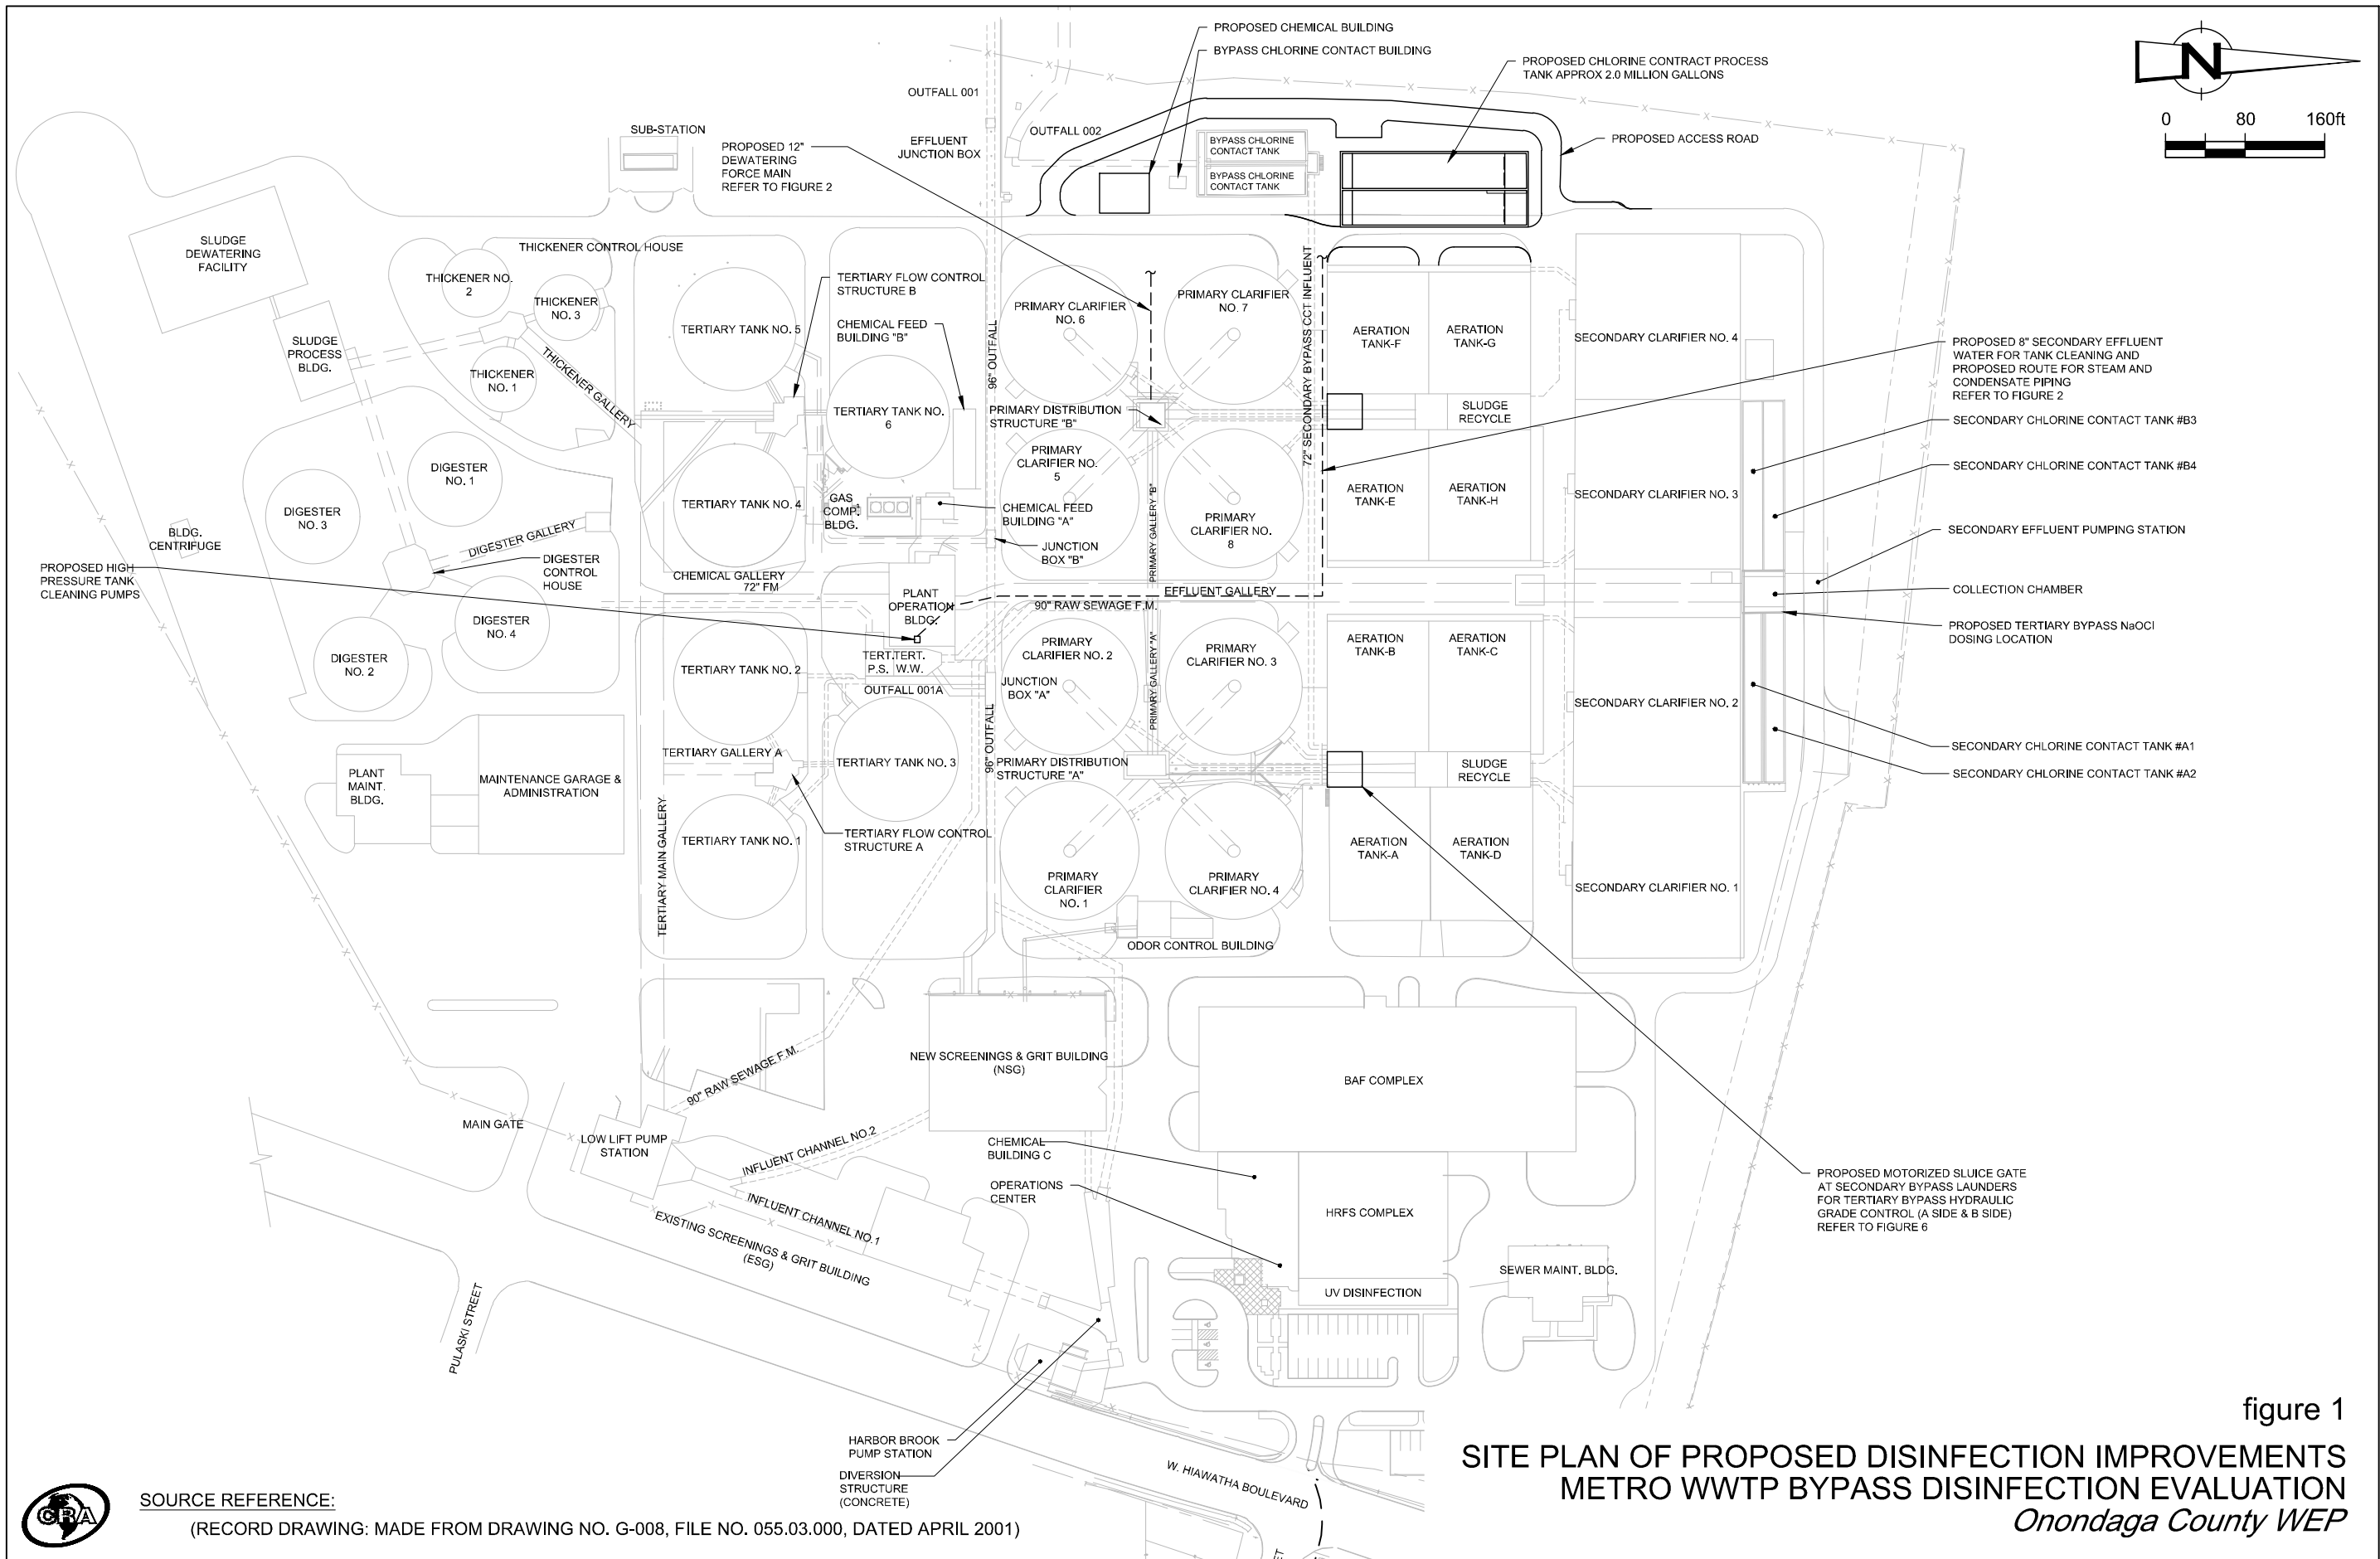 PROPOSED CHEMICAL BUILDING
BYPASS CHLORINE CONTACT BUILDING
PROPOSED CHLORINE CONTRACT PROCESS
TANK APPROX 2.0 MILLION GALLONS
N
0 80 160ft
OUTFALL 001
SUB-STATION
EFFLUENT
JUNCTION BOX
OUTFALL 002
PROPOSED 12"
DEWATERING
FORCE MAIN
REFER TO FIGURE 2
BYPASS CHLORINE
CONTACT TANK
BYPASS CHLORINE
CONTACT TANK
PROPOSED ACCESS ROAD
SLUDGE
DEWATERING
FACILITY
THICKENER CONTROL HOUSE
THICKENER NO.
2
THICKENER
NO. 3
SLUDGE
PROCESS
BLDG.
THICKENER
NO. 1
THICKENER GALLERY
TERTIARY TANK NO. 5
TERTIARY FLOW CONTROL
STRUCTURE B
CHEMICAL FEED
BUILDING "B"
TERTIARY TANK NO.
6
96" OUTFALL
PRIMARY CLARIFIER
NO. 6
PRIMARY CLARIFIER
NO. 7
72" SECONDARY BYPASS CCT INFLUENT
AERATION
TANK-F
AERATION
TANK-G
SECONDARY CLARIFIER NO. 4
PROPOSED 8" SECONDARY EFFLUENT
WATER FOR TANK CLEANING AND
PROPOSED ROUTE FOR STEAM AND
CONDENSATE PIPING
REFER TO FIGURE 2
PRIMARY DISTRIBUTION
STRUCTURE "B"
SLUDGE
RECYCLE
SECONDARY CHLORINE CONTACT TANK #B3
SECONDARY CHLORINE CONTACT TANK #B4
DIGESTER
NO. 1
DIGESTER
NO. 3
BLDG.
CENTRIFUGE
DIGESTER GALLERY
DIGESTER
CONTROL
HOUSE
PROPOSED HIGH
PRESSURE TANK
CLEANING PUMPS
TERTIARY TANK NO. 4
GAS
COMP.
BLDG.
CHEMICAL FEED
BUILDING "A"
PRIMARY
CLARIFIER NO.
5
JUNCTION
BOX "B"
PRIMARY GALLERY "B"
PRIMARY
CLARIFIER NO.
8
AERATION
TANK-E
AERATION
TANK-H
SECONDARY CLARIFIER NO. 3
SECONDARY EFFLUENT PUMPING STATION
COLLECTION CHAMBER
CHEMICAL GALLERY
72" FM
PLANT
OPERATION
BLDG.
EFFLUENT GALLERY
90" RAW SEWAGE F.M.
DIGESTER
NO. 4
DIGESTER
NO. 2
TERTIARY TANK NO. 2
TERT.
P.S.
TERT.
W.W.
OUTFALL 001A
PRIMARY
CLARIFIER NO. 2
JUNCTION
BOX "A"
PRIMARY GALLERY "A"
PRIMARY
CLARIFIER NO. 3
AERATION
TANK-B
AERATION
TANK-C
SECONDARY CLARIFIER NO. 2
PROPOSED TERTIARY BYPASS NaOCl
DOSING LOCATION
96" OUTFALL
TERTIARY GALLERY A
TERTIARY TANK NO. 3
PRIMARY DISTRIBUTION
STRUCTURE "A"
SLUDGE
RECYCLE
SECONDARY CHLORINE CONTACT TANK #A1
SECONDARY CHLORINE CONTACT TANK #A2
PLANT
MAINT.
BLDG.
MAINTENANCE GARAGE &
ADMINISTRATION
TERTIARY MAIN GALLERY
TERTIARY TANK NO. 1
TERTIARY FLOW CONTROL
STRUCTURE A
PRIMARY
CLARIFIER
NO. 1
PRIMARY
CLARIFIER NO. 4
AERATION
TANK-A
AERATION
TANK-D
SECONDARY CLARIFIER NO. 1
ODOR CONTROL BUILDING
90" RAW SEWAGE F.M.
NEW SCREENINGS & GRIT BUILDING
(NSG)
BAF COMPLEX
MAIN GATE
LOW LIFT PUMP
STATION
INFLUENT CHANNEL NO.2
INFLUENT CHANNEL NO.1
EXISTING SCREENINGS & GRIT BUILDING
(ESG)
CHEMICAL
BUILDING C
OPERATIONS
CENTER
HRFS COMPLEX
UV DISINFECTION
SEWER MAINT. BLDG.
PROPOSED MOTORIZED SLUICE GATE
AT SECONDARY BYPASS LAUNDERS
FOR TERTIARY BYPASS HYDRAULIC
GRADE CONTROL (A SIDE & B SIDE)
REFER TO FIGURE 6
PULASKI STREET
HARBOR BROOK
PUMP STATION
DIVERSION
STRUCTURE
(CONCRETE)
W. HIAWATHA BOULEVARD
figure 1
SITE PLAN OF PROPOSED DISINFECTION IMPROVEMENTS
METRO WWTP BYPASS DISINFECTION EVALUATION
Onondaga County WEP
CRA
SOURCE REFERENCE:
(RECORD DRAWING: MADE FROM DRAWING NO. G-008, FILE NO. 055.03.000, DATED APRIL 2001)